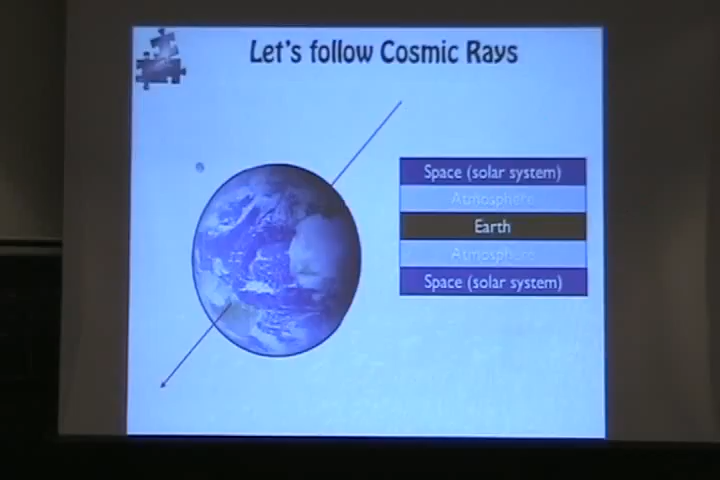 Let's follow Cosmic Rays
Space (solar system)
Atmosphere
Earth
Atmosphere
Space (solar system)